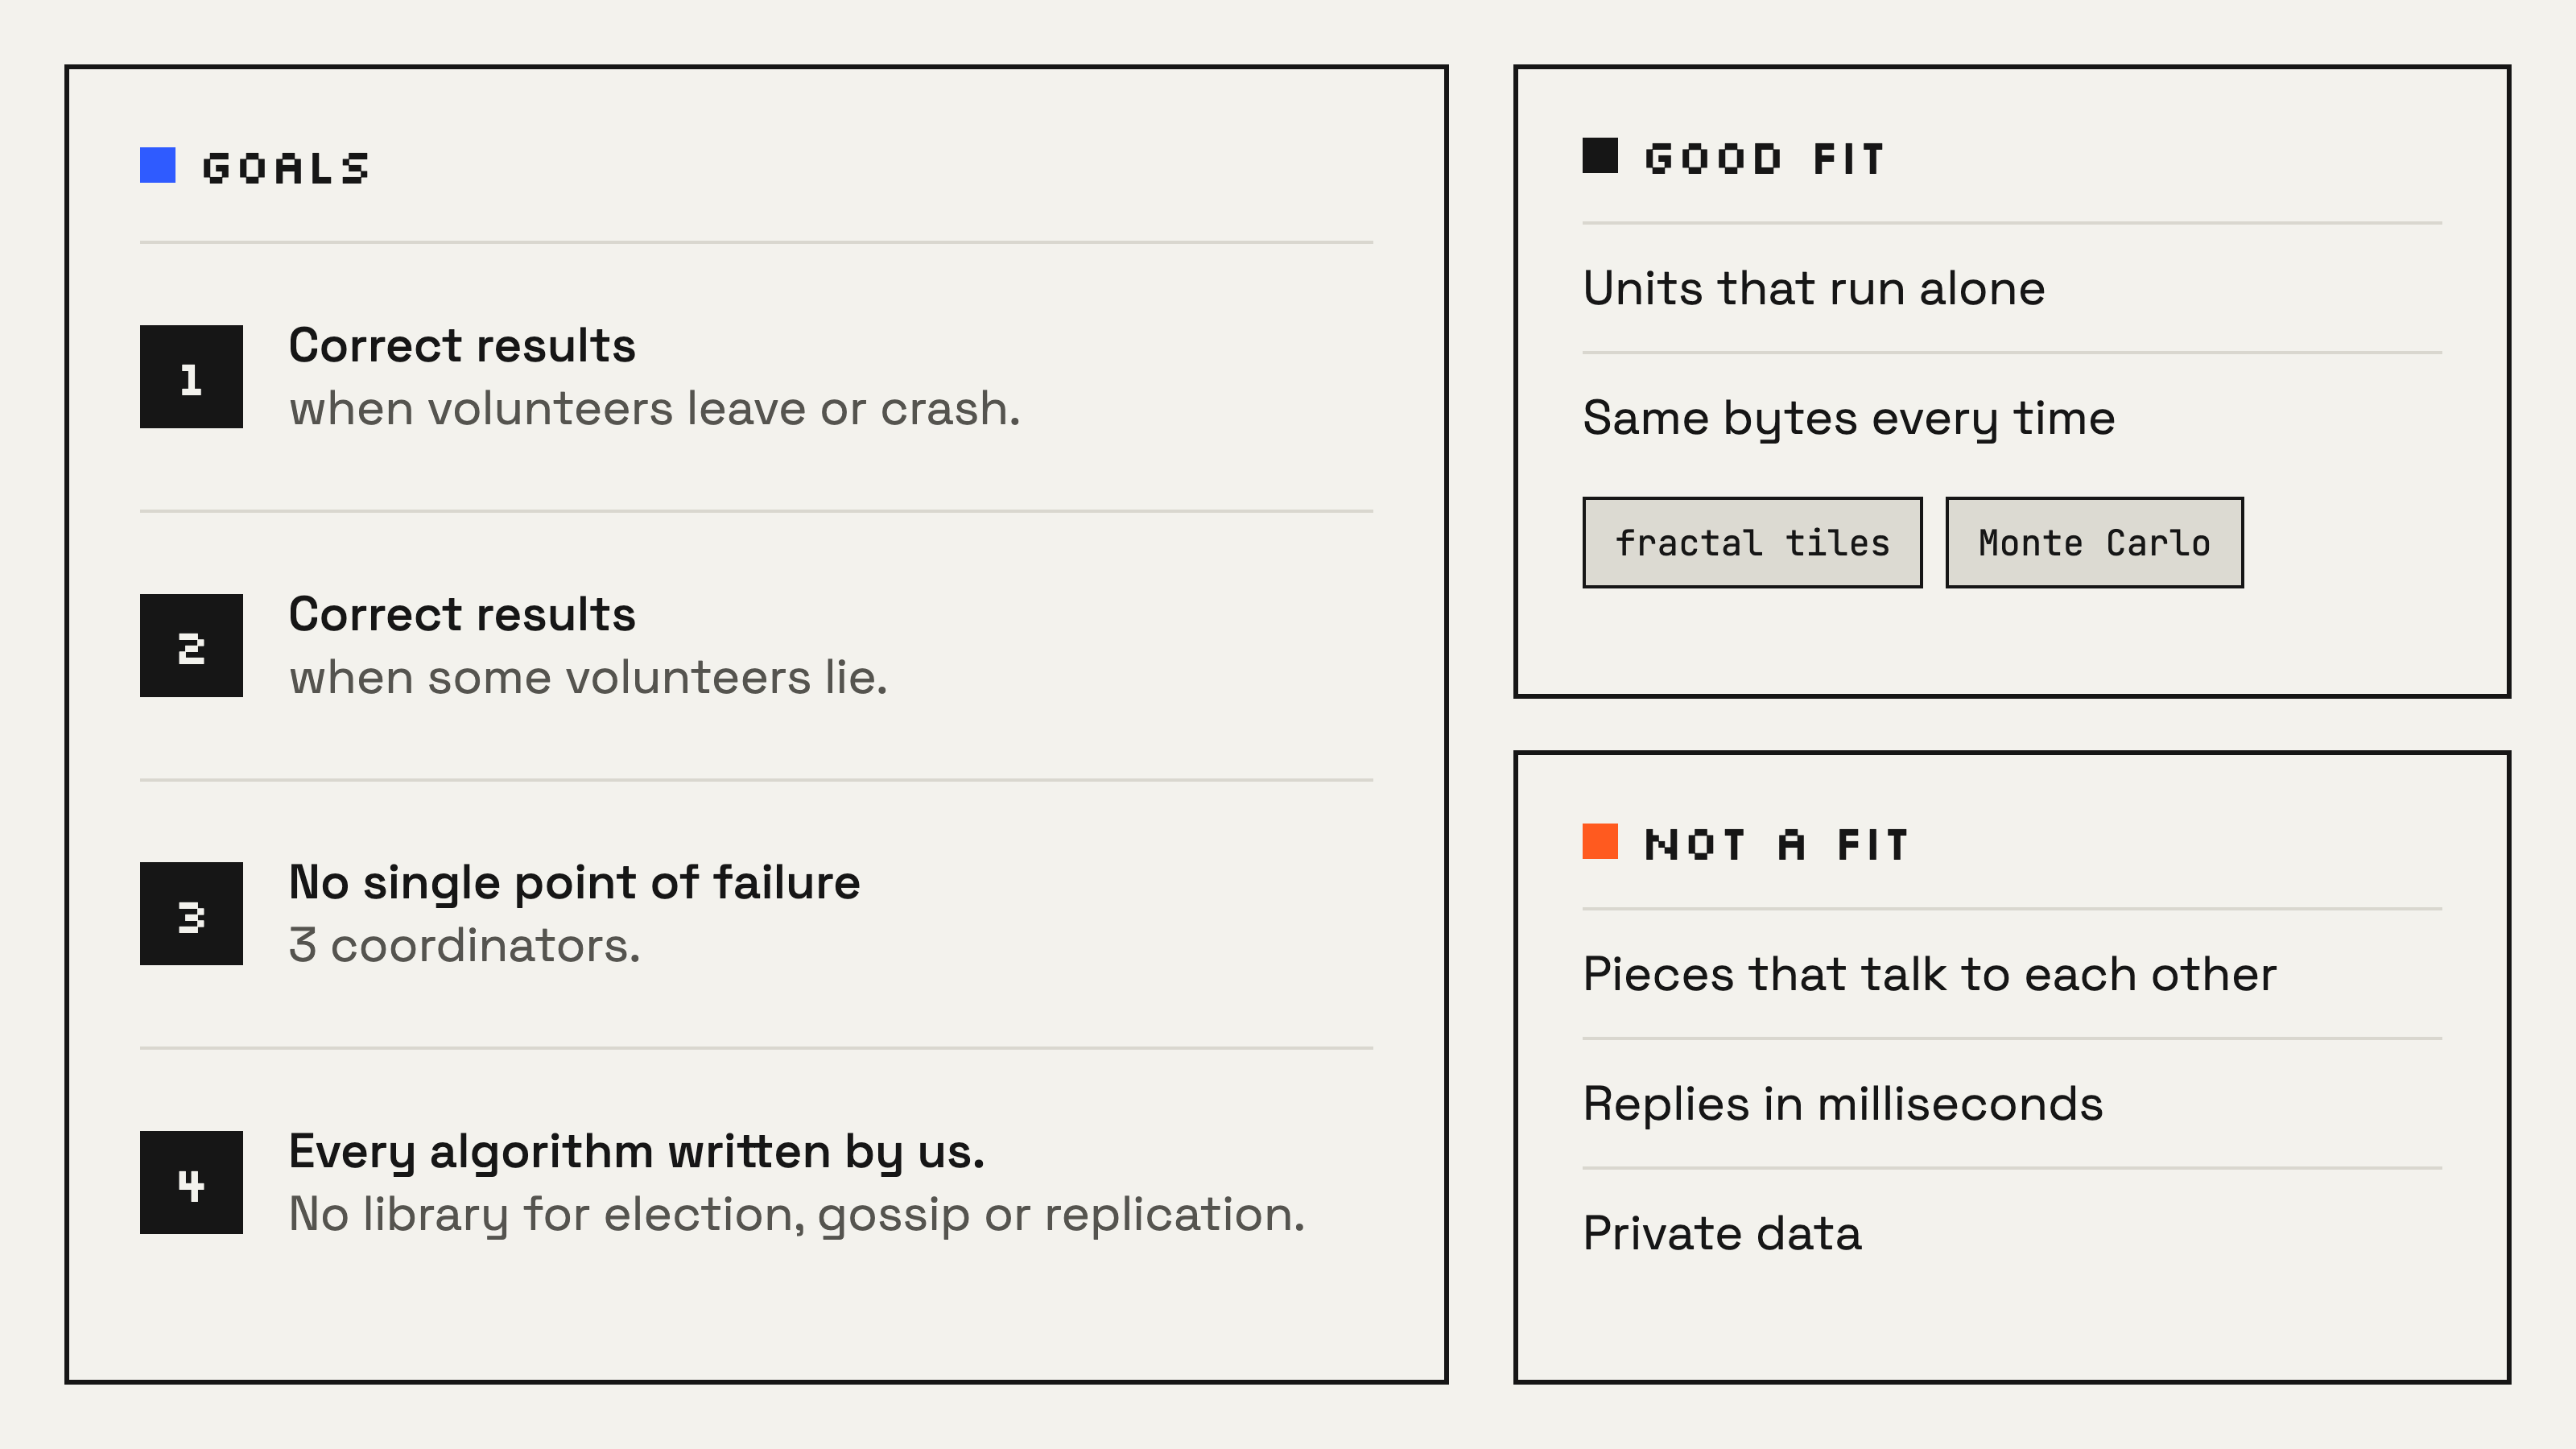 GOALS
1
Correct results
when volunteers leave or crash.
2
Correct results
when some volunteers lie.
3
No single point of failure
3 coordinators.
4
Every algorithm written by us.
No library for election, gossip or replication.
GOOD FIT
Units that run alone
Same bytes every time
fractal tiles
Monte Carlo
NOT A FIT
Pieces that talk to each other
Replies in milliseconds
Private data